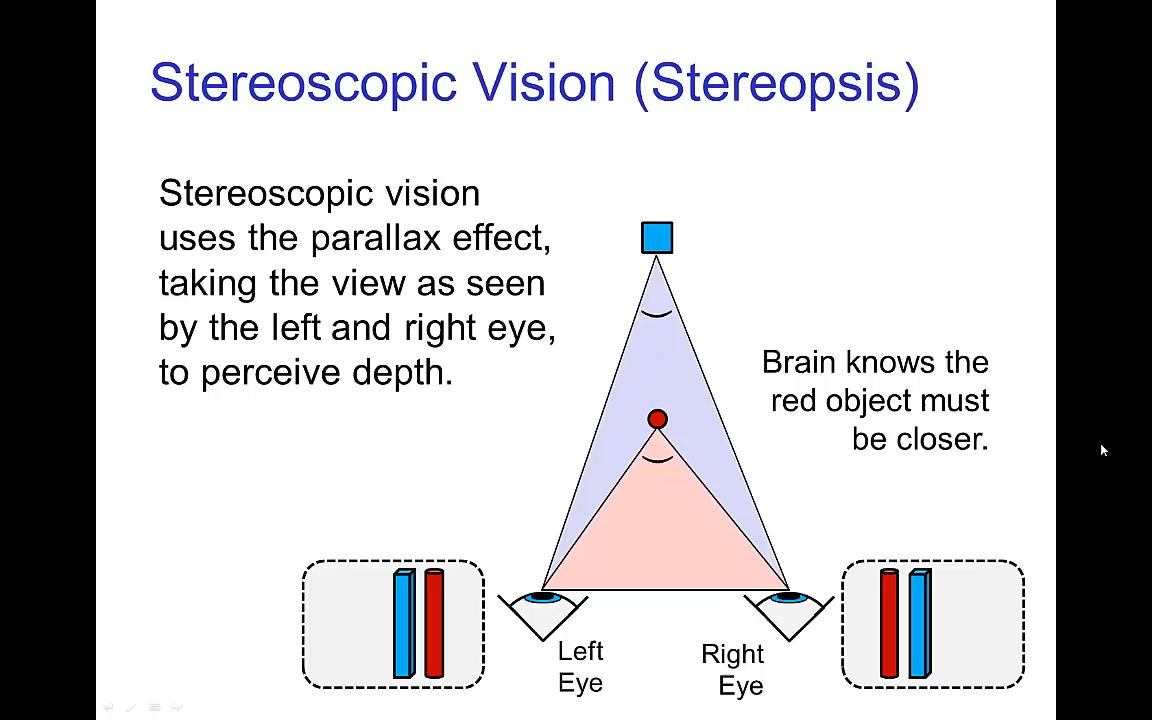 Stereoscopic Vision (Stereopsis)
Stereoscopic vision
uses the parallax effect,
taking the view as seen
by the left and right eye,
to perceive depth.
Brain knows the
red object must
be closer.
Left
Eye
Right
Eye